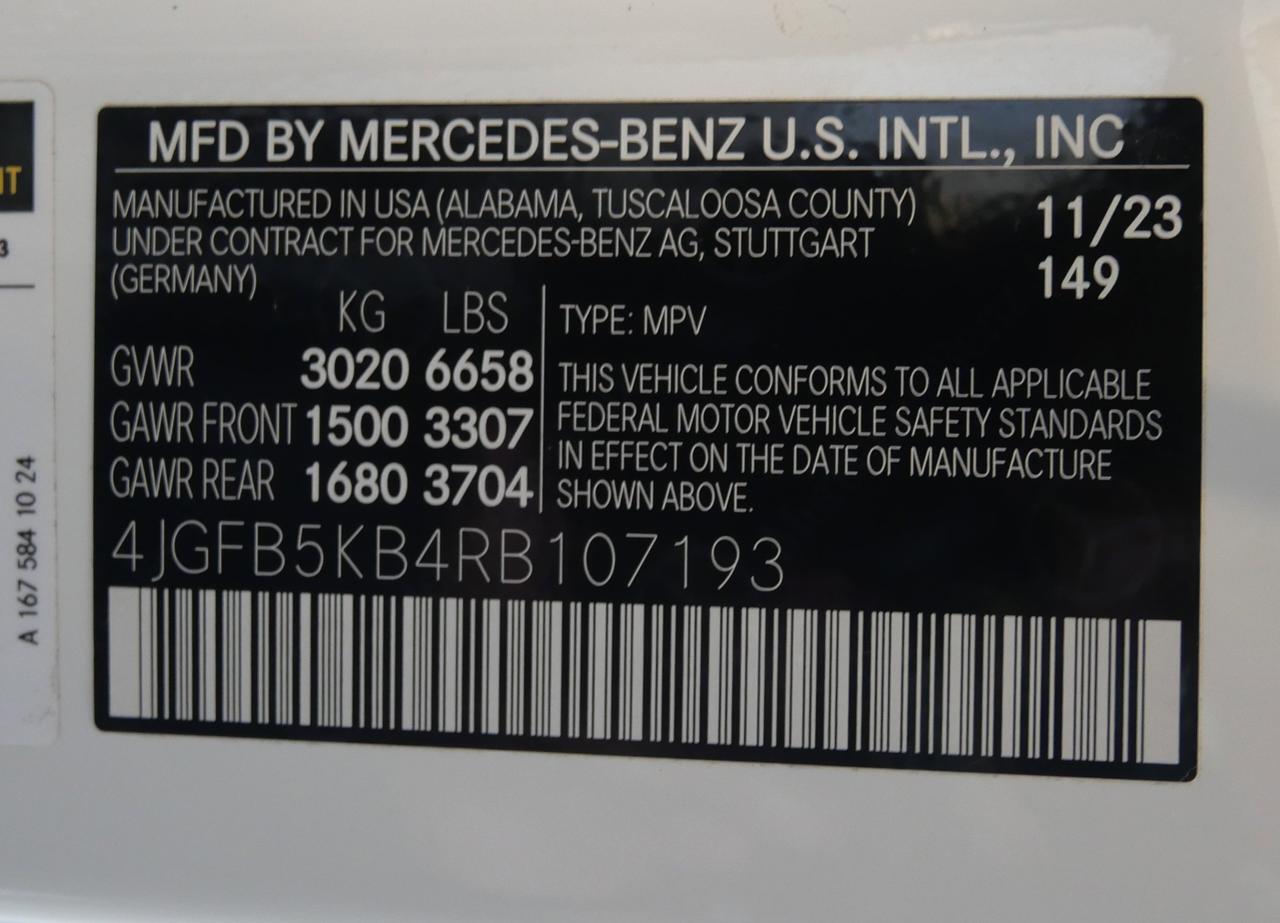 MFD BY MERCEDES-BENZ U.S. INTL., INC
MANUFACTURED IN USA (ALABAMA, TUSCALOOSA COUNTY)
UNDER CONTRACT FOR MERCEDES-BENZ AG, STUTTGART
(GERMANY)
11/23
149
KG LBS
GVWR 3020 6658
GAWR FRONT 1500 3307
GAWR REAR 1680 3704
TYPE: MPV
THIS VEHICLE CONFORMS TO ALL APPLICABLE
FEDERAL MOTOR VEHICLE SAFETY STANDARDS
IN EFFECT ON THE DATE OF MANUFACTURE
SHOWN ABOVE.
4JGFB5KB4RB107193
A 167 584 10 24